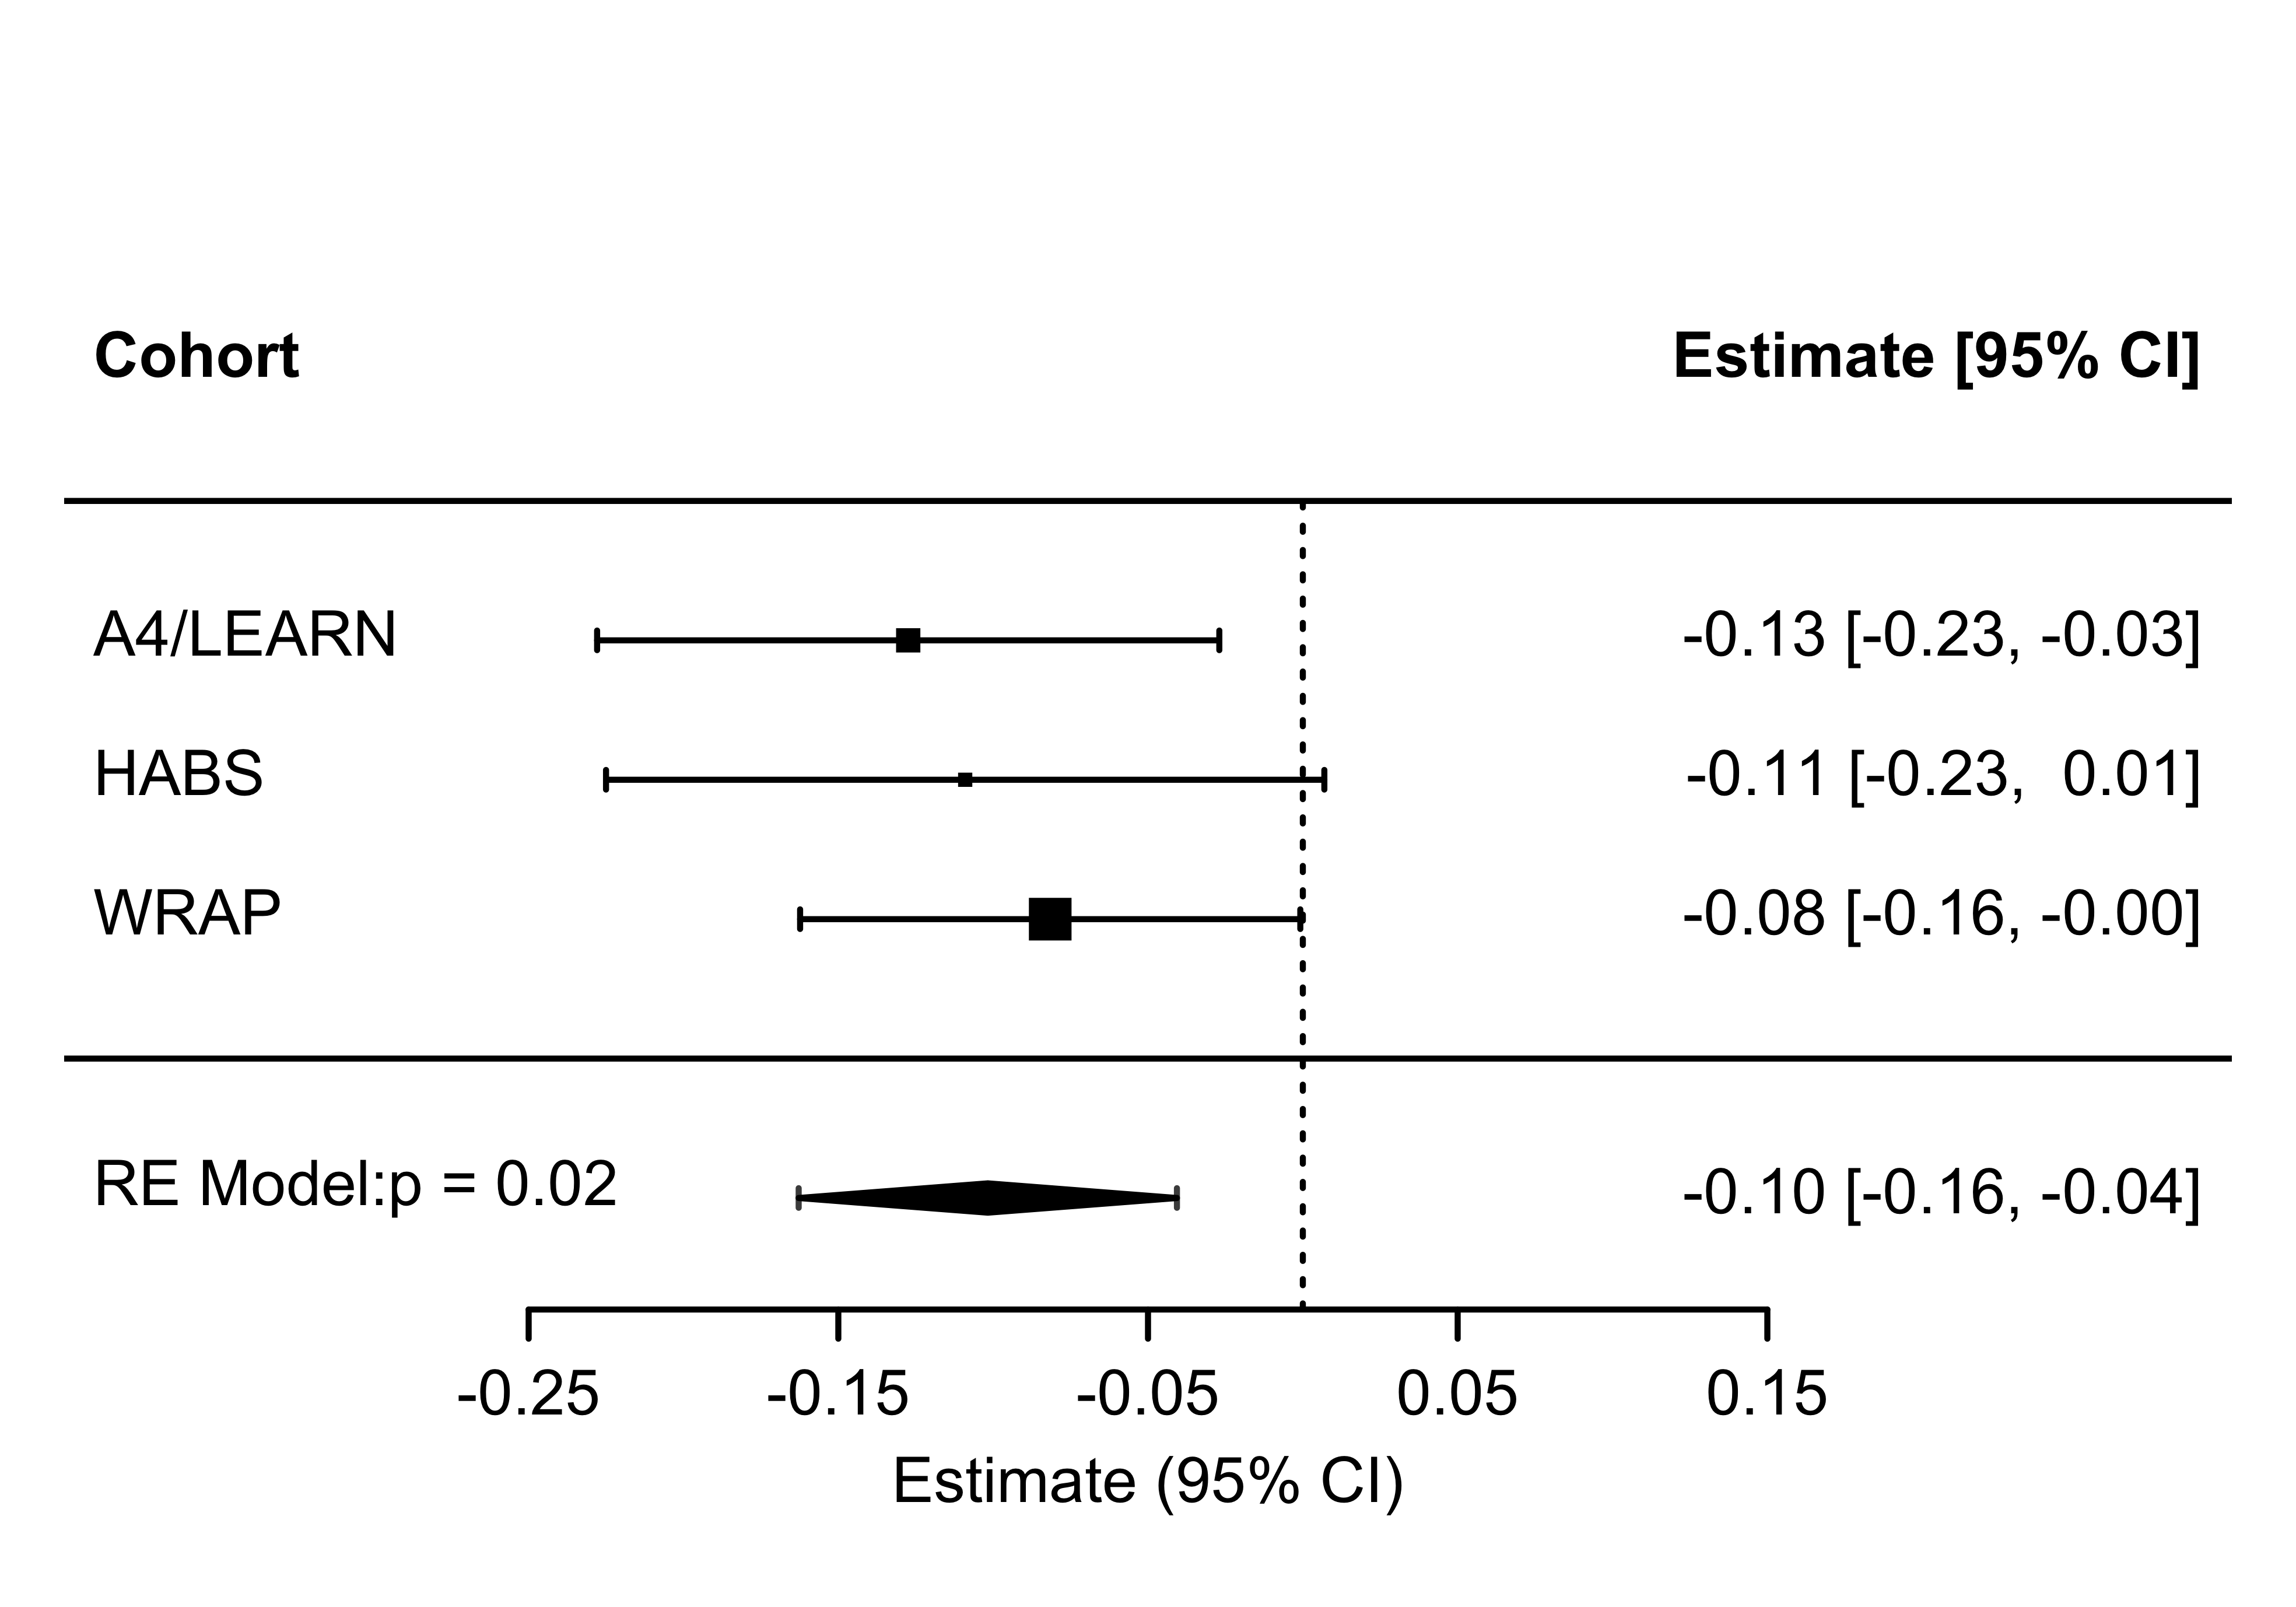 Cohort Estimate [95% CI]
A4/LEARN -0.13 [-0.23, -0.03]
HABS -0.11 [-0.23, 0.01]
WRAP -0.08 [-0.16, -0.00]
RE Model:p = 0.02 -0.10 [-0.16, -0.04]
-0.25 -0.15 -0.05 0.05 0.15
Estimate (95% CI)